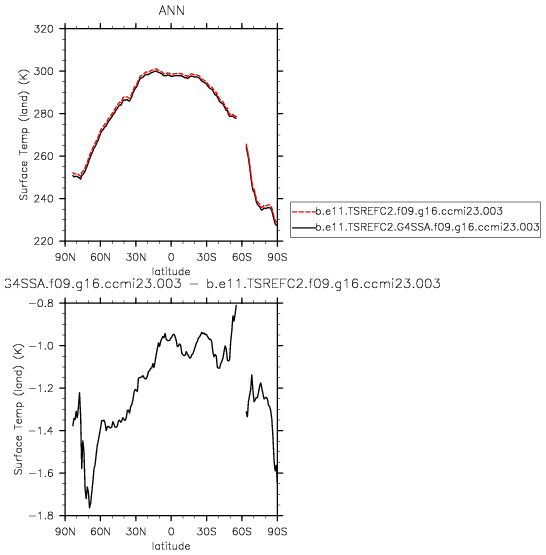 ANN
320
300
280
260
240
220
Surface Temp (land) (K)
90N 60N 30N 0 30S 60S 90S
latitude
b.e11.TSREFC2.f09.g16.ccmi23.003
b.e11.TSREFC2.G4SSA.f09.g16.ccmi23.003
G4SSA.f09.g16.ccmi23.003 − b.e11.TSREFC2.f09.g16.ccmi23.003
−0.8
−1.0
−1.2
−1.4
−1.6
−1.8
Surface Temp (land) (K)
90N 60N 30N 0 30S 60S 90S
latitude